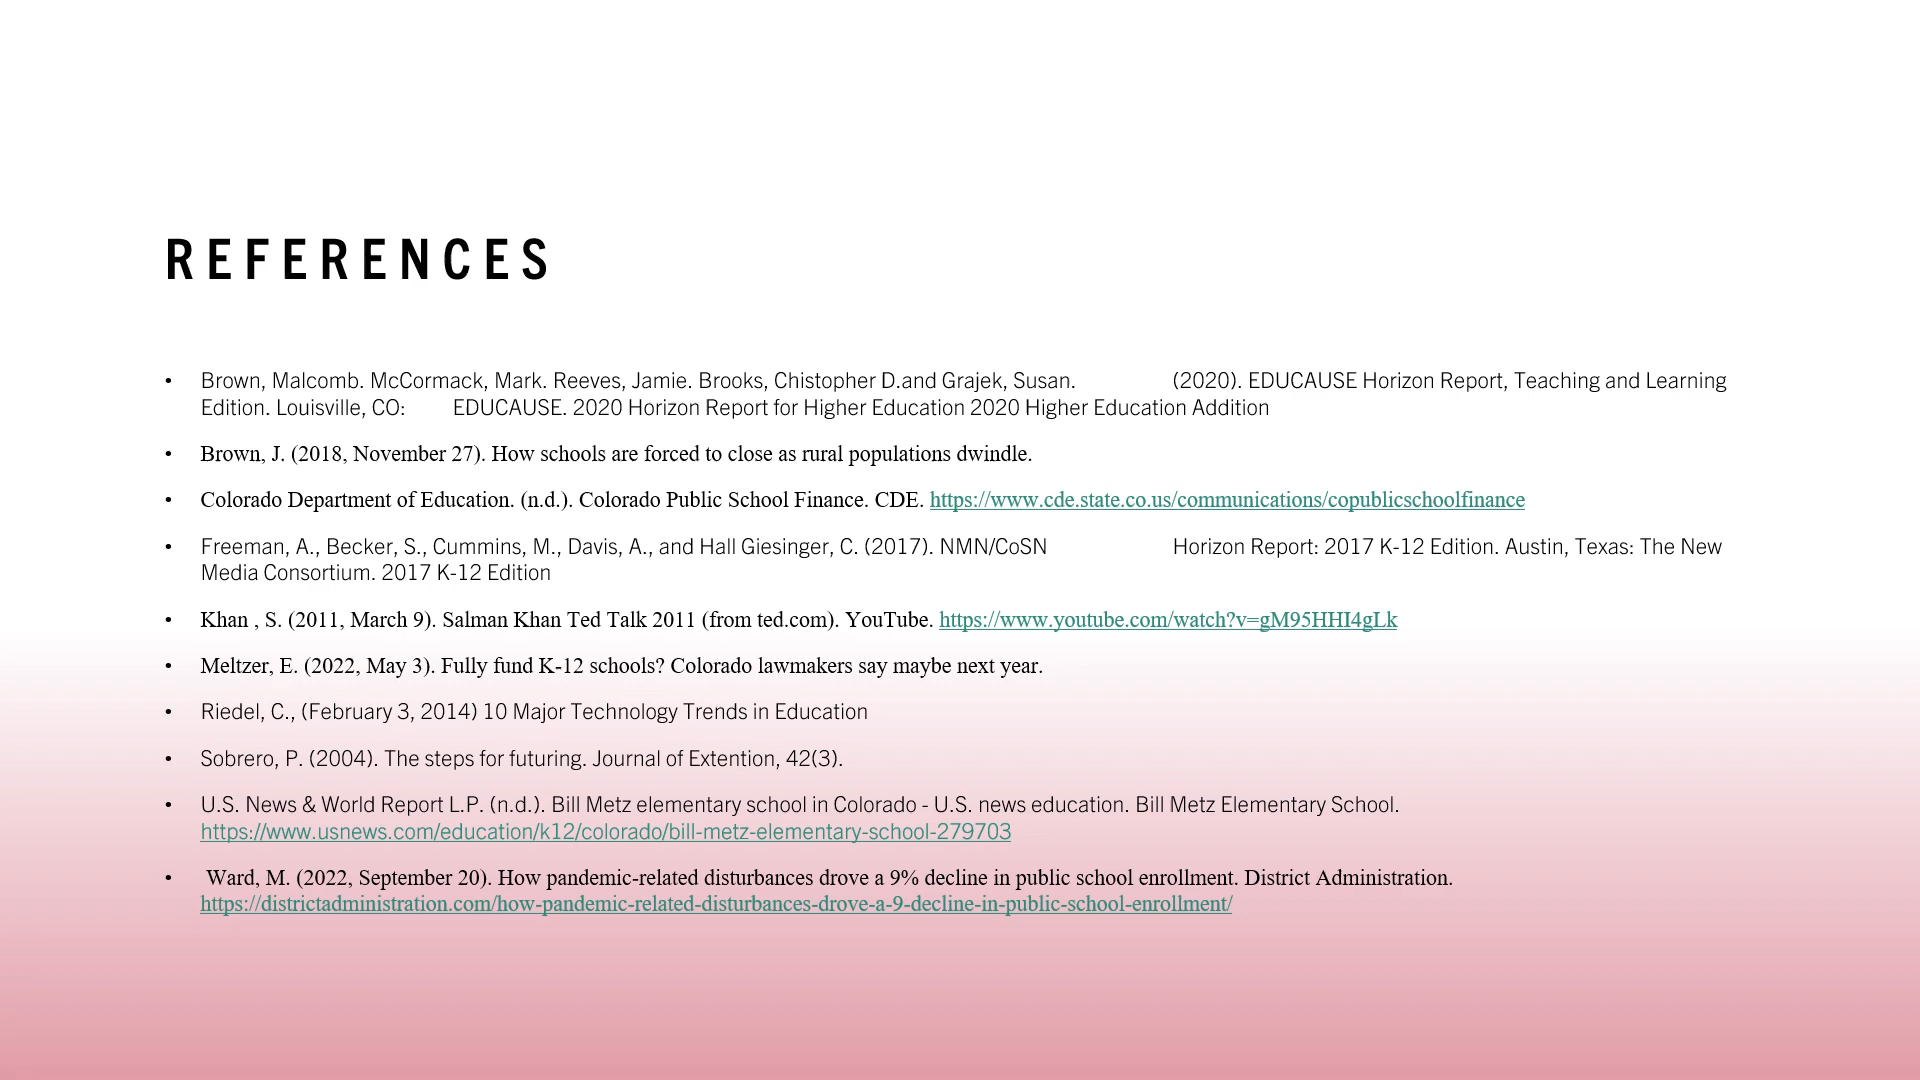 REFERENCES
• Brown, Malcomb. McCormack, Mark. Reeves, Jamie. Brooks, Chistopher D.and Grajek, Susan. (2020). EDUCAUSE Horizon Report, Teaching and Learning
Edition. Louisville, CO: EDUCAUSE. 2020 Horizon Report for Higher Education 2020 Higher Education Addition
• Brown, J. (2018, November 27). How schools are forced to close as rural populations dwindle.
• Colorado Department of Education. (n.d.). Colorado Public School Finance. CDE. https://www.cde.state.co.us/communications/copublicschoolfinance
• Freeman, A., Becker, S., Cummins, M., Davis, A., and Hall Giesinger, C. (2017). NMN/CoSN Horizon Report: 2017 K-12 Edition. Austin, Texas: The New
Media Consortium. 2017 K-12 Edition
• Khan , S. (2011, March 9). Salman Khan Ted Talk 2011 (from ted.com). YouTube. https://www.youtube.com/watch?v=gM95HHI4gLk
• Meltzer, E. (2022, May 3). Fully fund K-12 schools? Colorado lawmakers say maybe next year.
• Riedel, C., (February 3, 2014) 10 Major Technology Trends in Education
• Sobrero, P. (2004). The steps for futuring. Journal of Extention, 42(3).
• U.S. News & World Report L.P. (n.d.). Bill Metz elementary school in Colorado - U.S. news education. Bill Metz Elementary School.
https://www.usnews.com/education/k12/colorado/bill-metz-elementary-school-279703
• Ward, M. (2022, September 20). How pandemic-related disturbances drove a 9% decline in public school enrollment. District Administration.
https://districtadministration.com/how-pandemic-related-disturbances-drove-a-9-decline-in-public-school-enrollment/